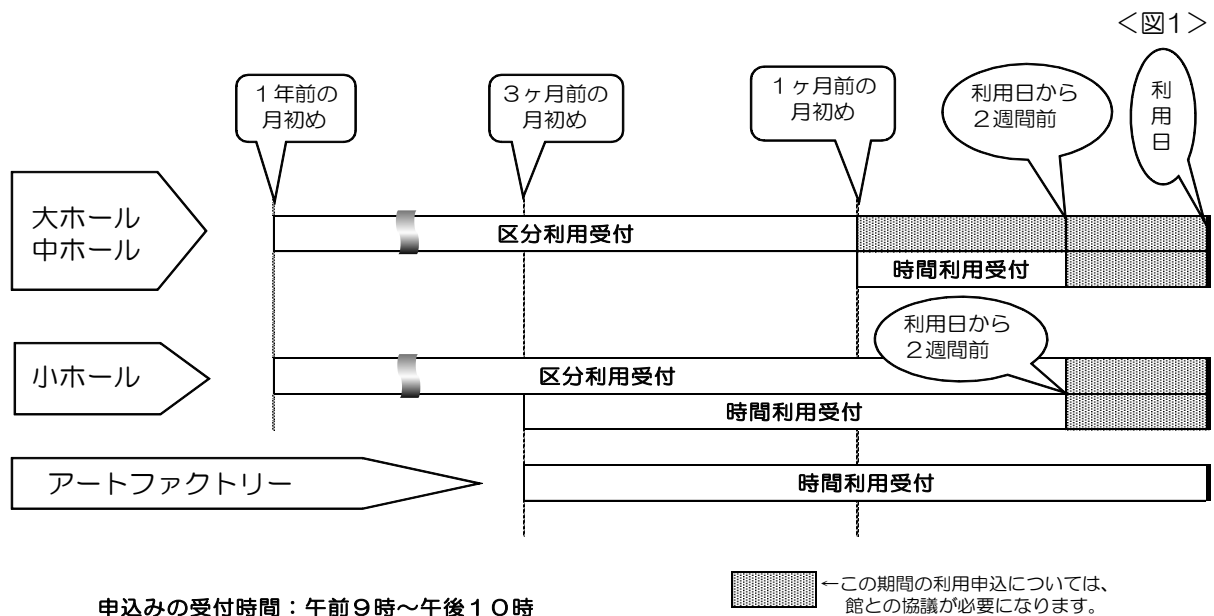 <図1>
1年前の
月初め
3ヶ月前の
月初め
1ヶ月前の
月初め
利用日から
2週間前
利用日
大ホール
中ホール
区分利用受付
時間利用受付
利用日から
2週間前
小ホール
区分利用受付
時間利用受付
アートファクトリー
時間利用受付
申込みの受付時間:午前9時~午後10時
←この期間の利用申込については、
館との協議が必要になります。